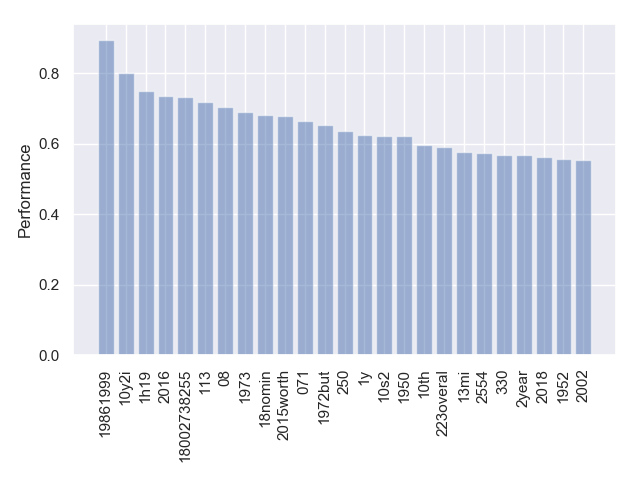 Performance
0.8
0.6
0.4
0.2
0.0
19861999
10y2i
1h19
2016
18002738255
113
08
1973
18nomin
2015worth
071
1972but
250
1y
10s2
1950
10th
223overal
13mi
2554
330
2year
2018
1952
2002